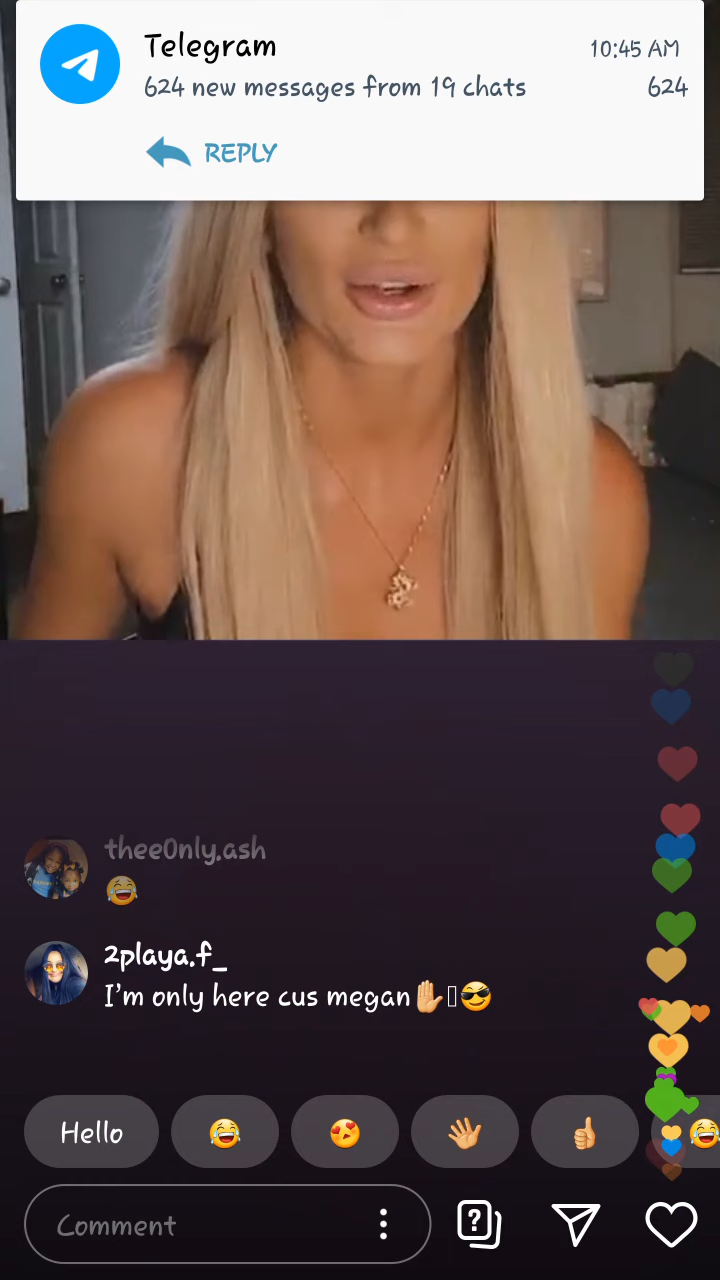 Telegram
10:45 AM
624 new messages from 19 chats
624
REPLY
thee0nly.ash
😂
2playa.f_
I'm only here cus megan✋🏼😎
Hello 😂 😍 👋 👍 😂
Comment